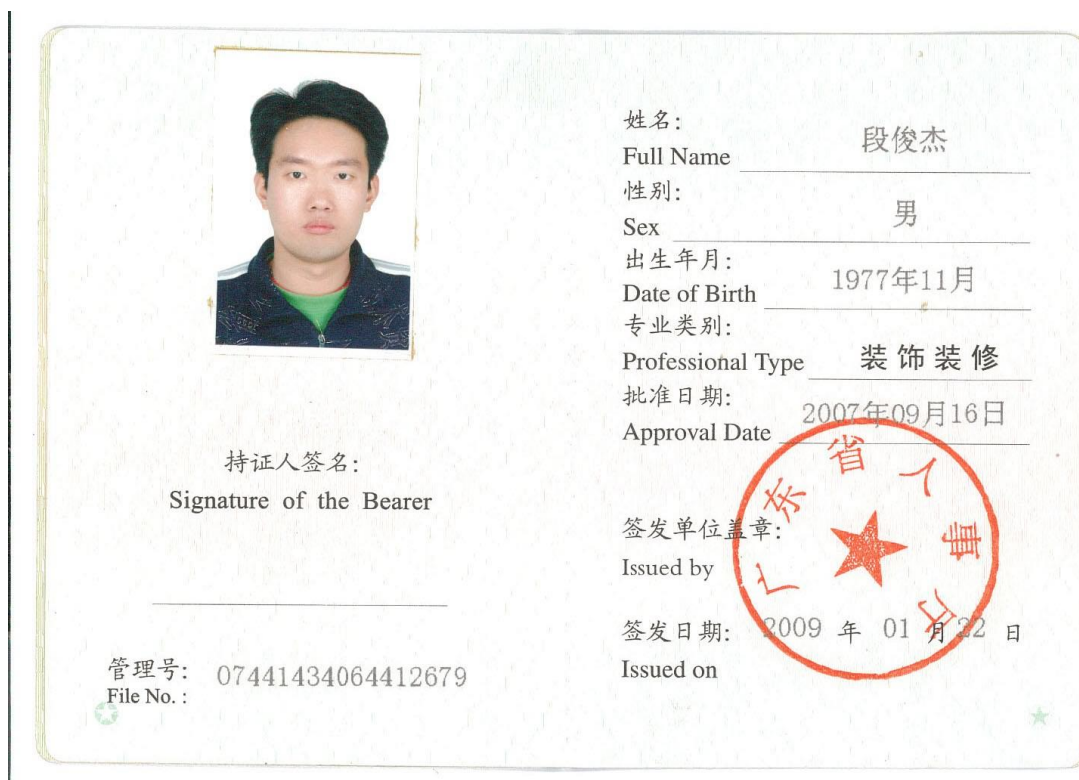 持证人签名:
Signature of the Bearer
管理号: 07441434064412679
File No. :
姓名: 段俊杰
Full Name
性别: 男
Sex
出生年月: 1977年11月
Date of Birth
专业类别:
Professional Type 装饰装修
批准日期: 2007年09月16日
Approval Date
广东省人事厅
签发单位盖章:
Issued by
签发日期: 2009 年 01 月 22 日
Issued on